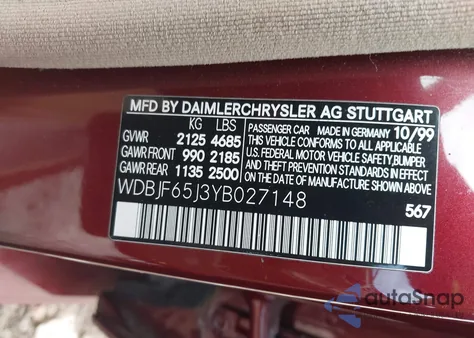 MFD BY DAIMLERCHRYSLER AG STUTTGART
KG LBS
GVWR 2125 4685
GAWR FRONT 990 2185
GAWR REAR 1135 2500
PASSENGER CAR MADE IN GERMANY 10/99
THIS VEHICLE CONFORMS TO ALL APPLICABLE
U.S. FEDERAL MOTOR VEHICLE SAFETY,BUMPER
AND THEFT PREVENTION STANDARDS IN EFFECT
ON THE DATE OF MANUFACTURE SHOWN ABOVE.
WDBJF65J3YB027148
567
autoSnap